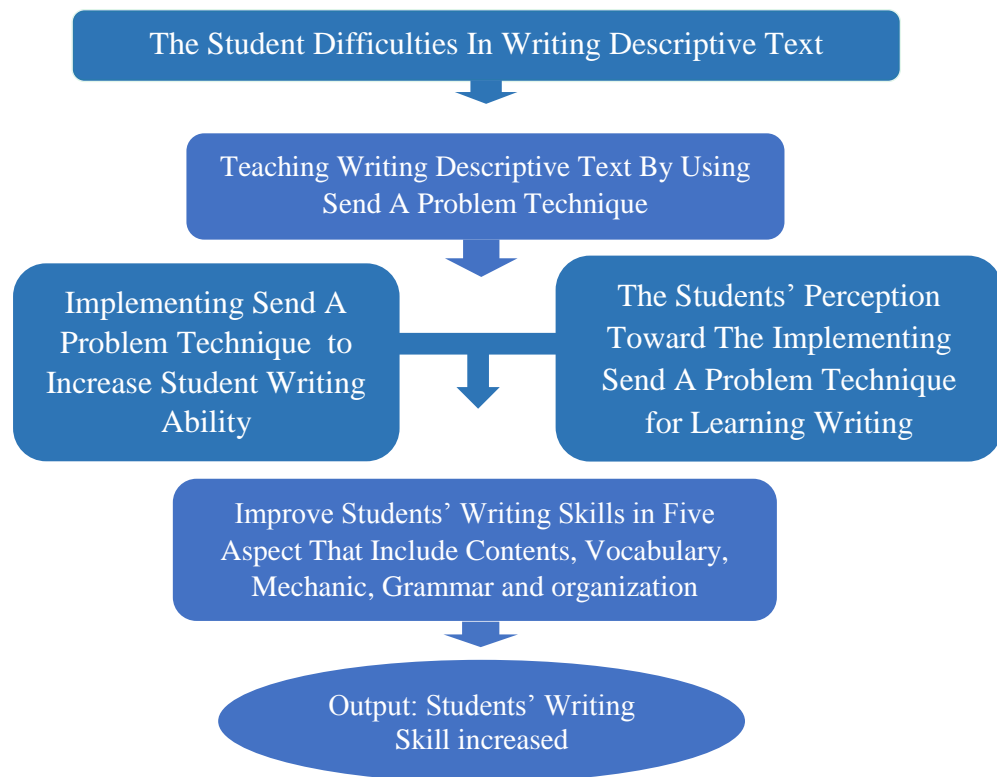 The Student Difficulties In Writing Descriptive Text
Teaching Writing Descriptive Text By Using
Send A Problem Technique
Implementing Send A
Problem Technique to
Increase Student Writing
Ability
The Students’ Perception
Toward The Implementing
Send A Problem Technique
for Learning Writing
Improve Students’ Writing Skills in Five
Aspect That Include Contents, Vocabulary,
Mechanic, Grammar and organization
Output: Students’ Writing
Skill increased